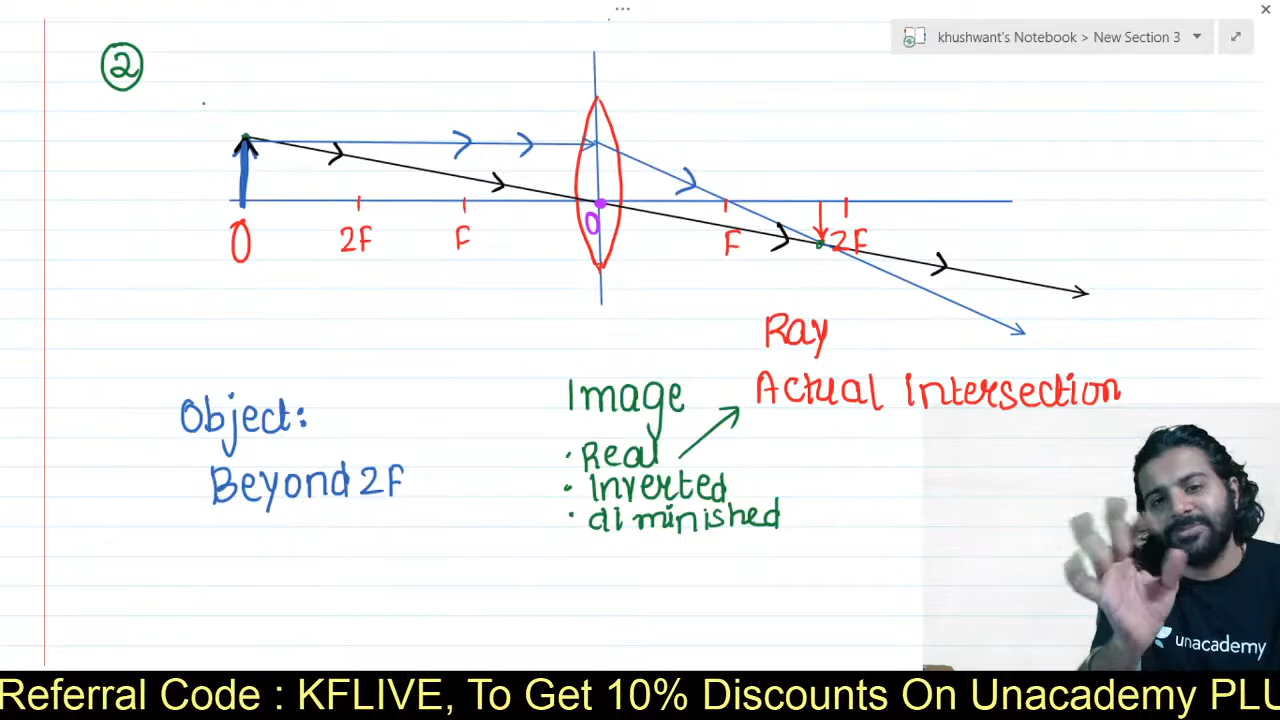 khushwant's Notebook > New Section 3
2
O
2F
F
O
F
2F
Ray
Actual intersection
Object:
Beyond 2F
Image
• Real
• Inverted
• diminished
unacademy
Referral Code : KFLIVE, To Get 10% Discounts On Unacademy PLU